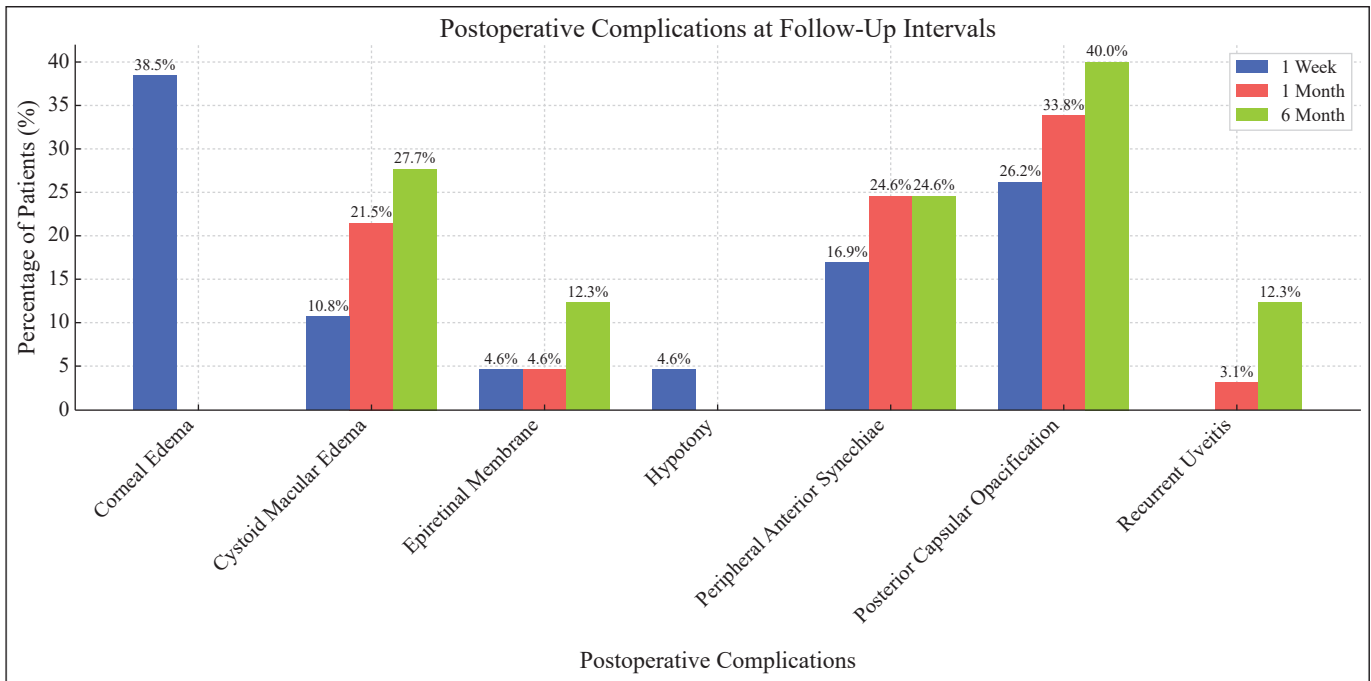 Postoperative Complications at Follow-Up Intervals
Percentage of Patients (%)
40
35
30
25
20
15
10
5
0
1 Week
1 Month
6 Month
38.5%
10.8%
21.5%
27.7%
4.6%
4.6%
12.3%
4.6%
16.9%
24.6%
24.6%
26.2%
33.8%
40.0%
3.1%
12.3%
Corneal Edema
Cystoid Macular Edema
Epiretinal Membrane
Hypotony
Peripheral Anterior Synechiae
Posterior Capsular Opacification
Recurrent Uveitis
Postoperative Complications